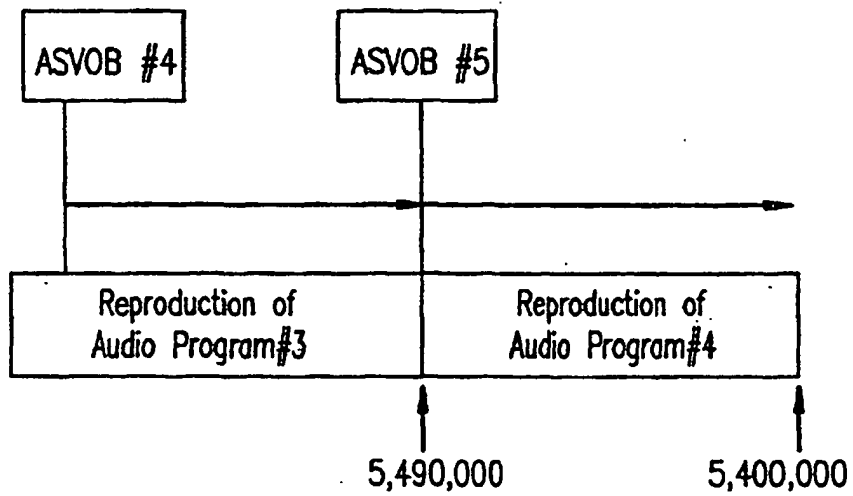 ASVOB #4
ASVOB #5
Reproduction of
Audio Program#3
Reproduction of
Audio Program#4
5,490,000
5,400,000